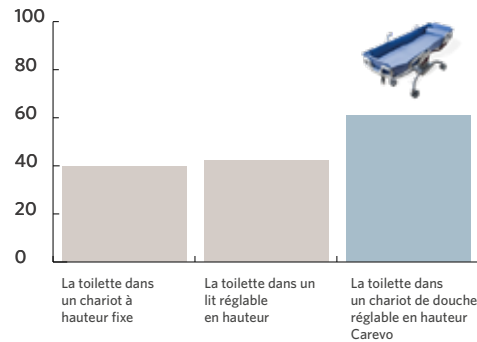 100
80
60
40
20
0
La toilette dans
un chariot à
hauteur fixe
La toilette dans un
lit réglable
en hauteur
La toilette dans
un chariot de douche
réglable en hauteur
Carevo